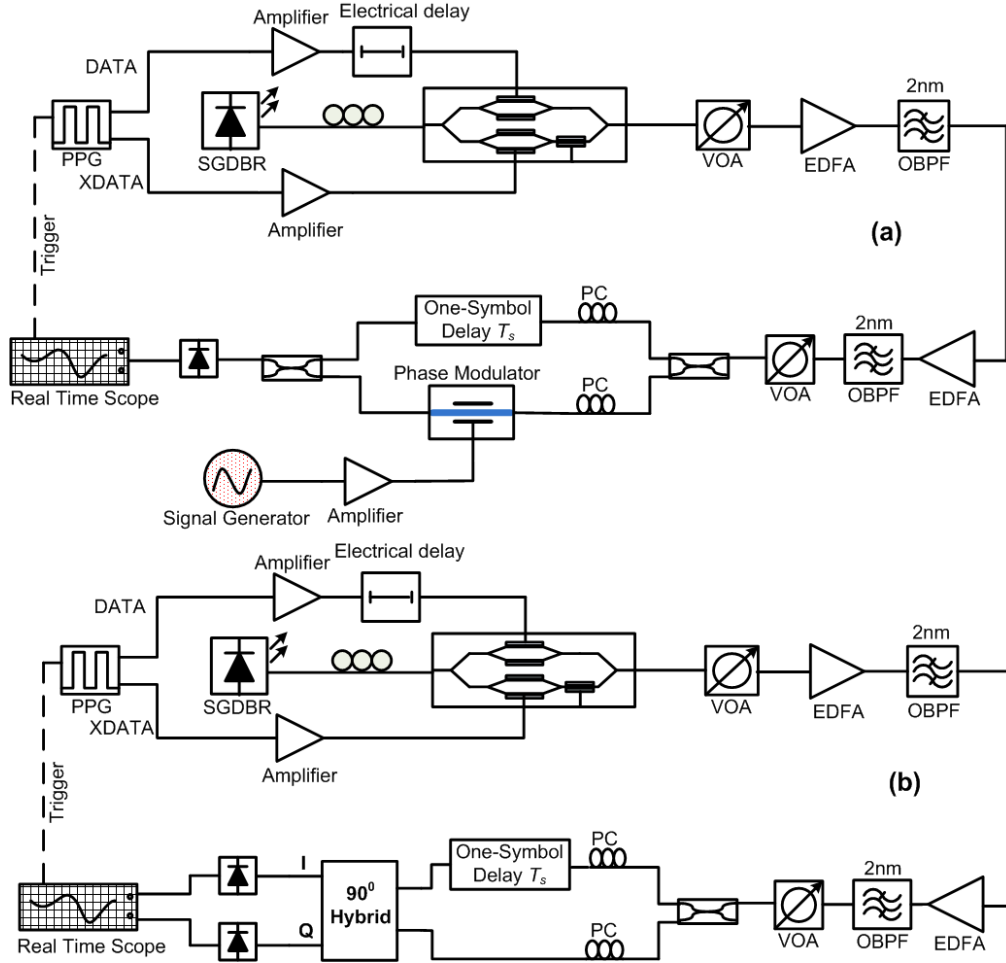 Amplifier
Electrical delay
DATA
2nm
PPG
SGDBR
VOA
EDFA
OBPF
XDATA
Amplifier
Trigger
(a)
One-Symbol
Delay Ts
PC
2nm
Phase Modulator
PC
Real Time Scope
VOA
OBPF
EDFA
Signal Generator
Amplifier
Amplifier
Electrical delay
DATA
2nm
PPG
SGDBR
VOA
EDFA
OBPF
XDATA
Amplifier
Trigger
(b)
One-Symbol
Delay Ts
PC
2nm
I
90⁰
Hybrid
Q
PC
Real Time Scope
VOA
OBPF
EDFA